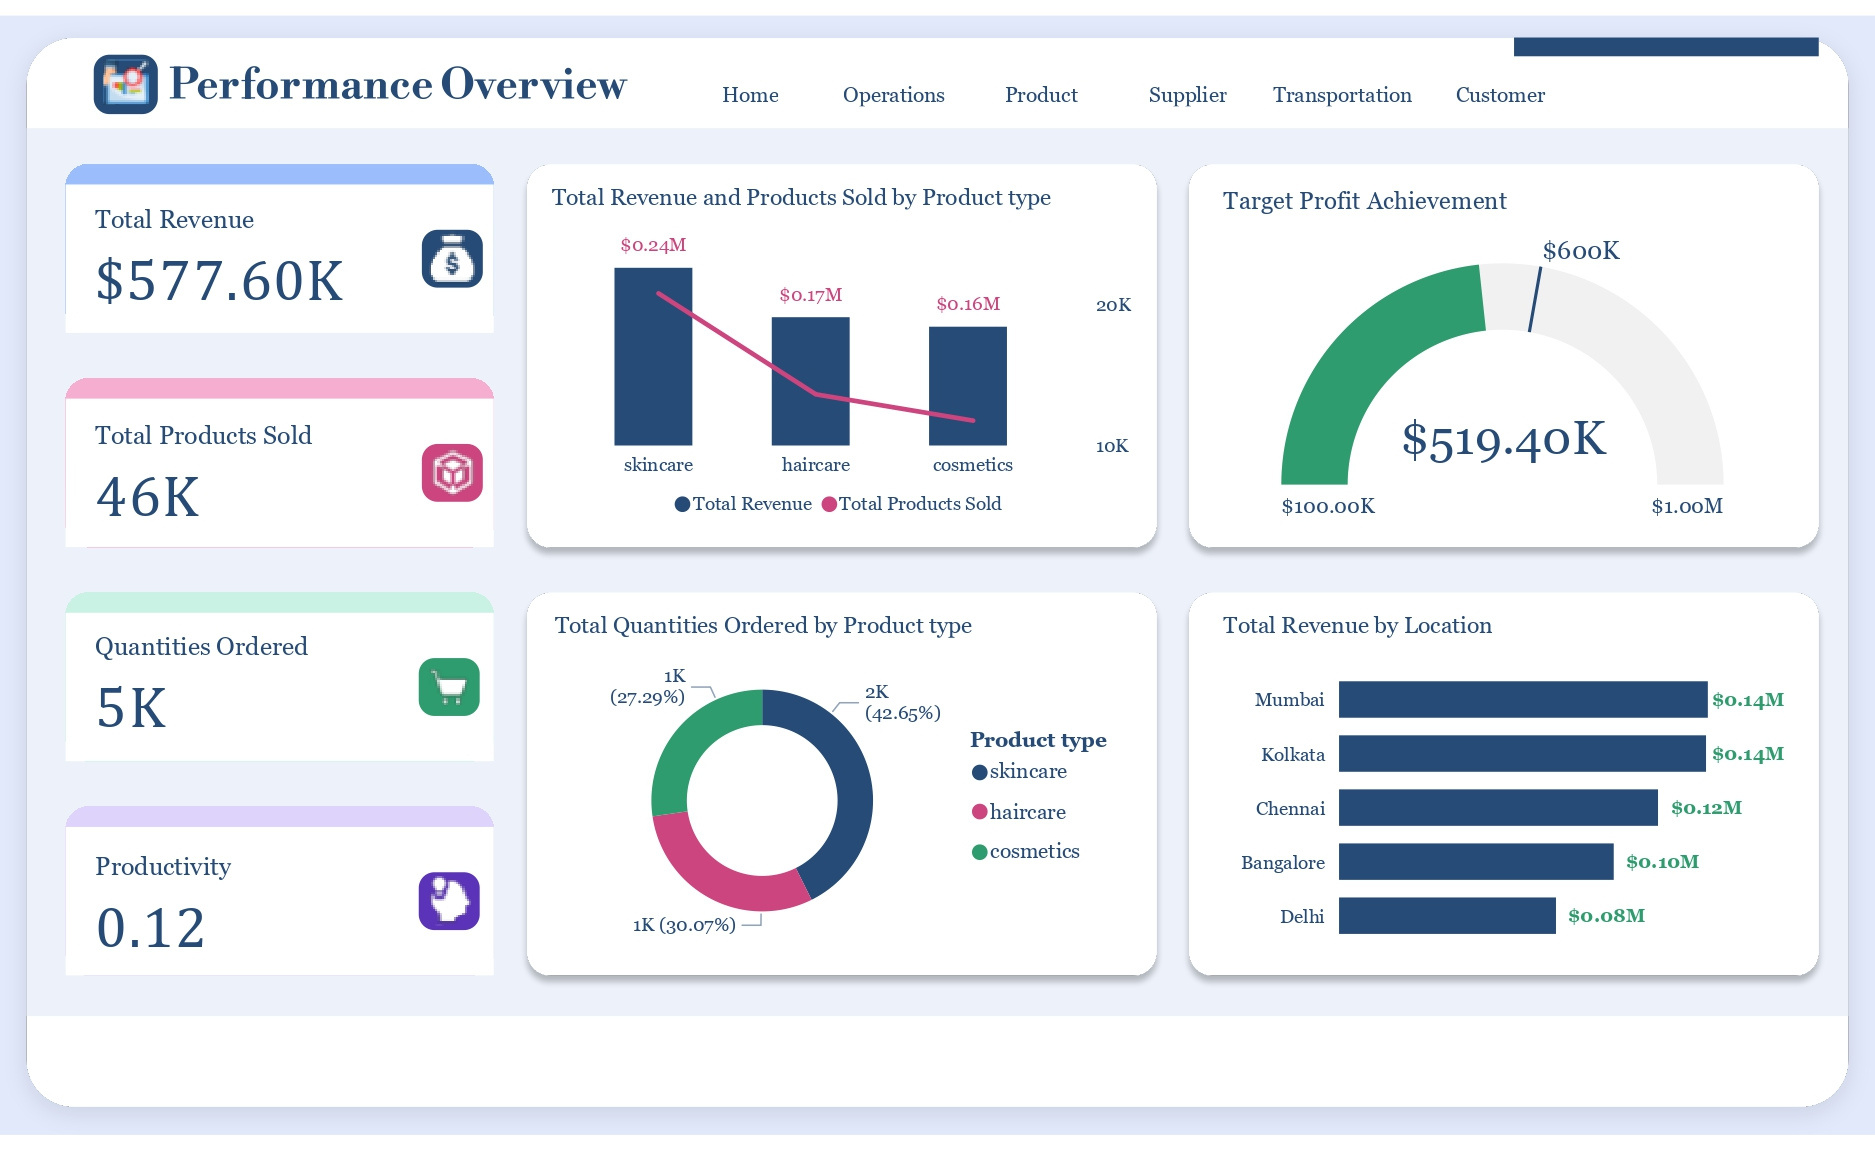 Performance Overview
Home
Operations
Product
Supplier
Transportation
Customer
Total Revenue
$577.60K
$
Total Products Sold
46K
Quantities Ordered
5K
Productivity
0.12
Total Revenue and Products Sold by Product type
$0.24M
$0.17M
$0.16M
20K
10K
skincare
haircare
cosmetics
Total Revenue
Total Products Sold
Target Profit Achievement
$600K
$519.40K
$100.00K
$1.00M
Total Quantities Ordered by Product type
1K
(27.29%)
2K
(42.65%)
1K (30.07%)
Product type
skincare
haircare
cosmetics
Total Revenue by Location
Mumbai
$0.14M
Kolkata
$0.14M
Chennai
$0.12M
Bangalore
$0.10M
Delhi
$0.08M